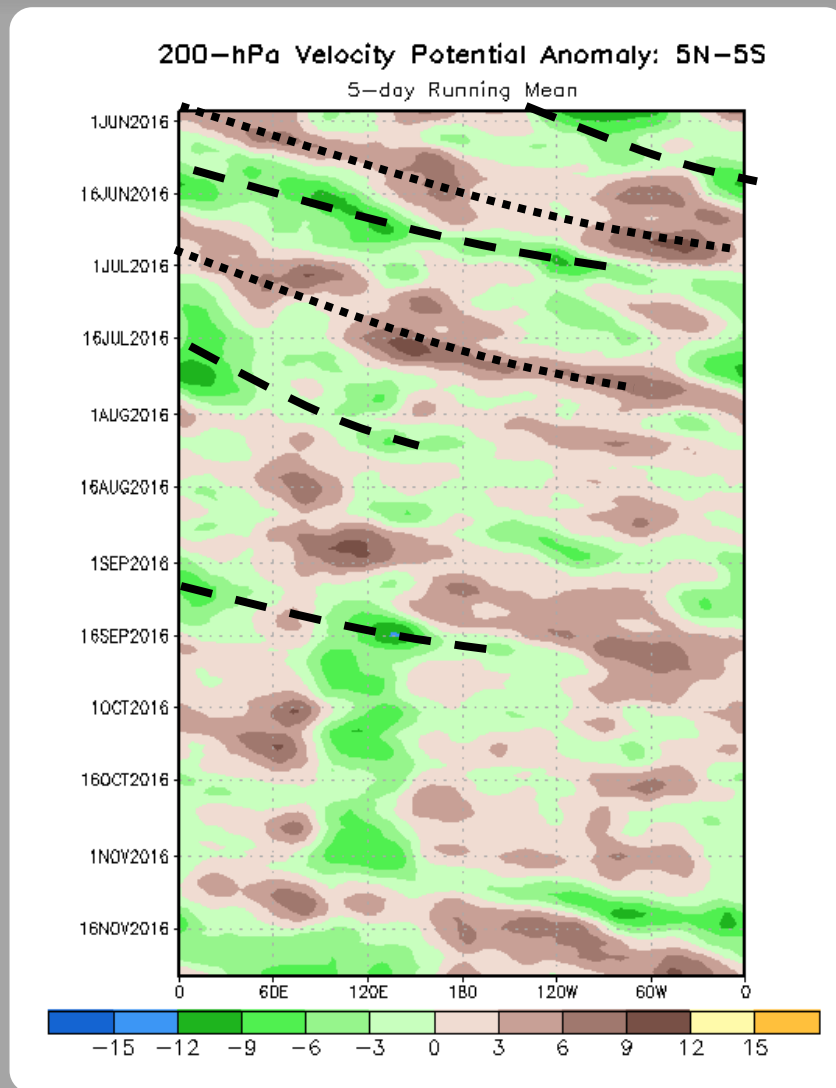 200-hPa Velocity Potential Anomaly: 5N-5S
5-day Running Mean
1JUN2016
16JUN2016
1JUL2016
16JUL2016
1AUG2016
16AUG2016
1SEP2016
16SEP2016
1OCT2016
16OCT2016
1NOV2016
16NOV2016
0 60E 120E 180 120W 60W 0
-15 -12 -9 -6 -3 0 3 6 9 12 15